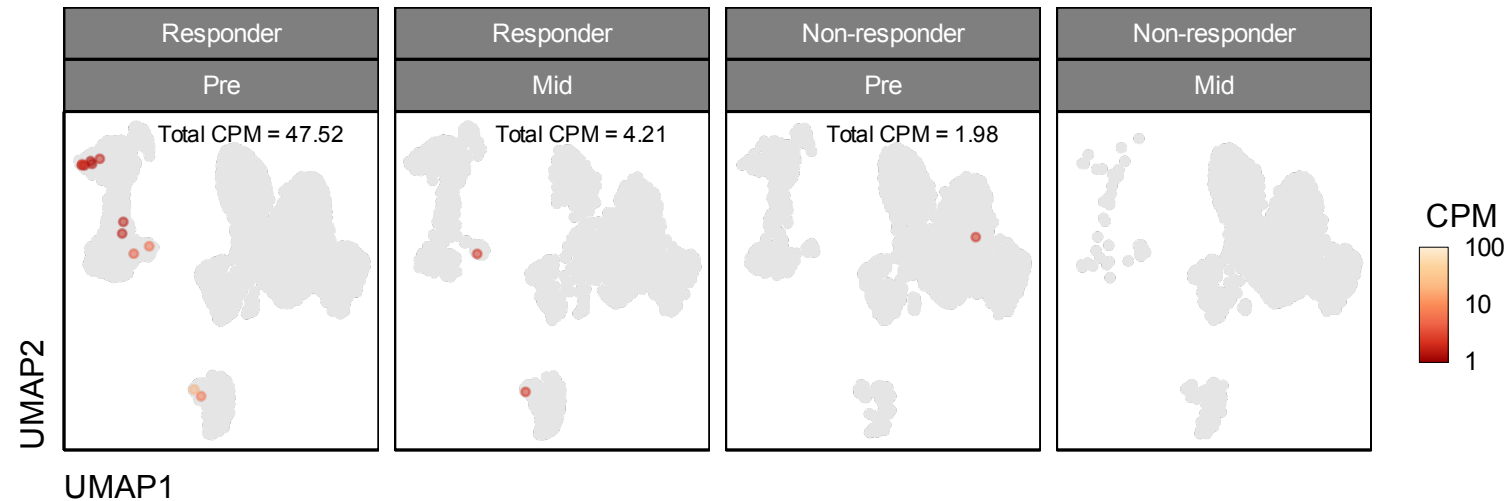 Responder
Responder
Non-responder
Non-responder
Pre
Mid
Pre
Mid
Total CPM = 47.52
Total CPM = 4.21
Total CPM = 1.98
CPM
100
10
1
UMAP2
UMAP1